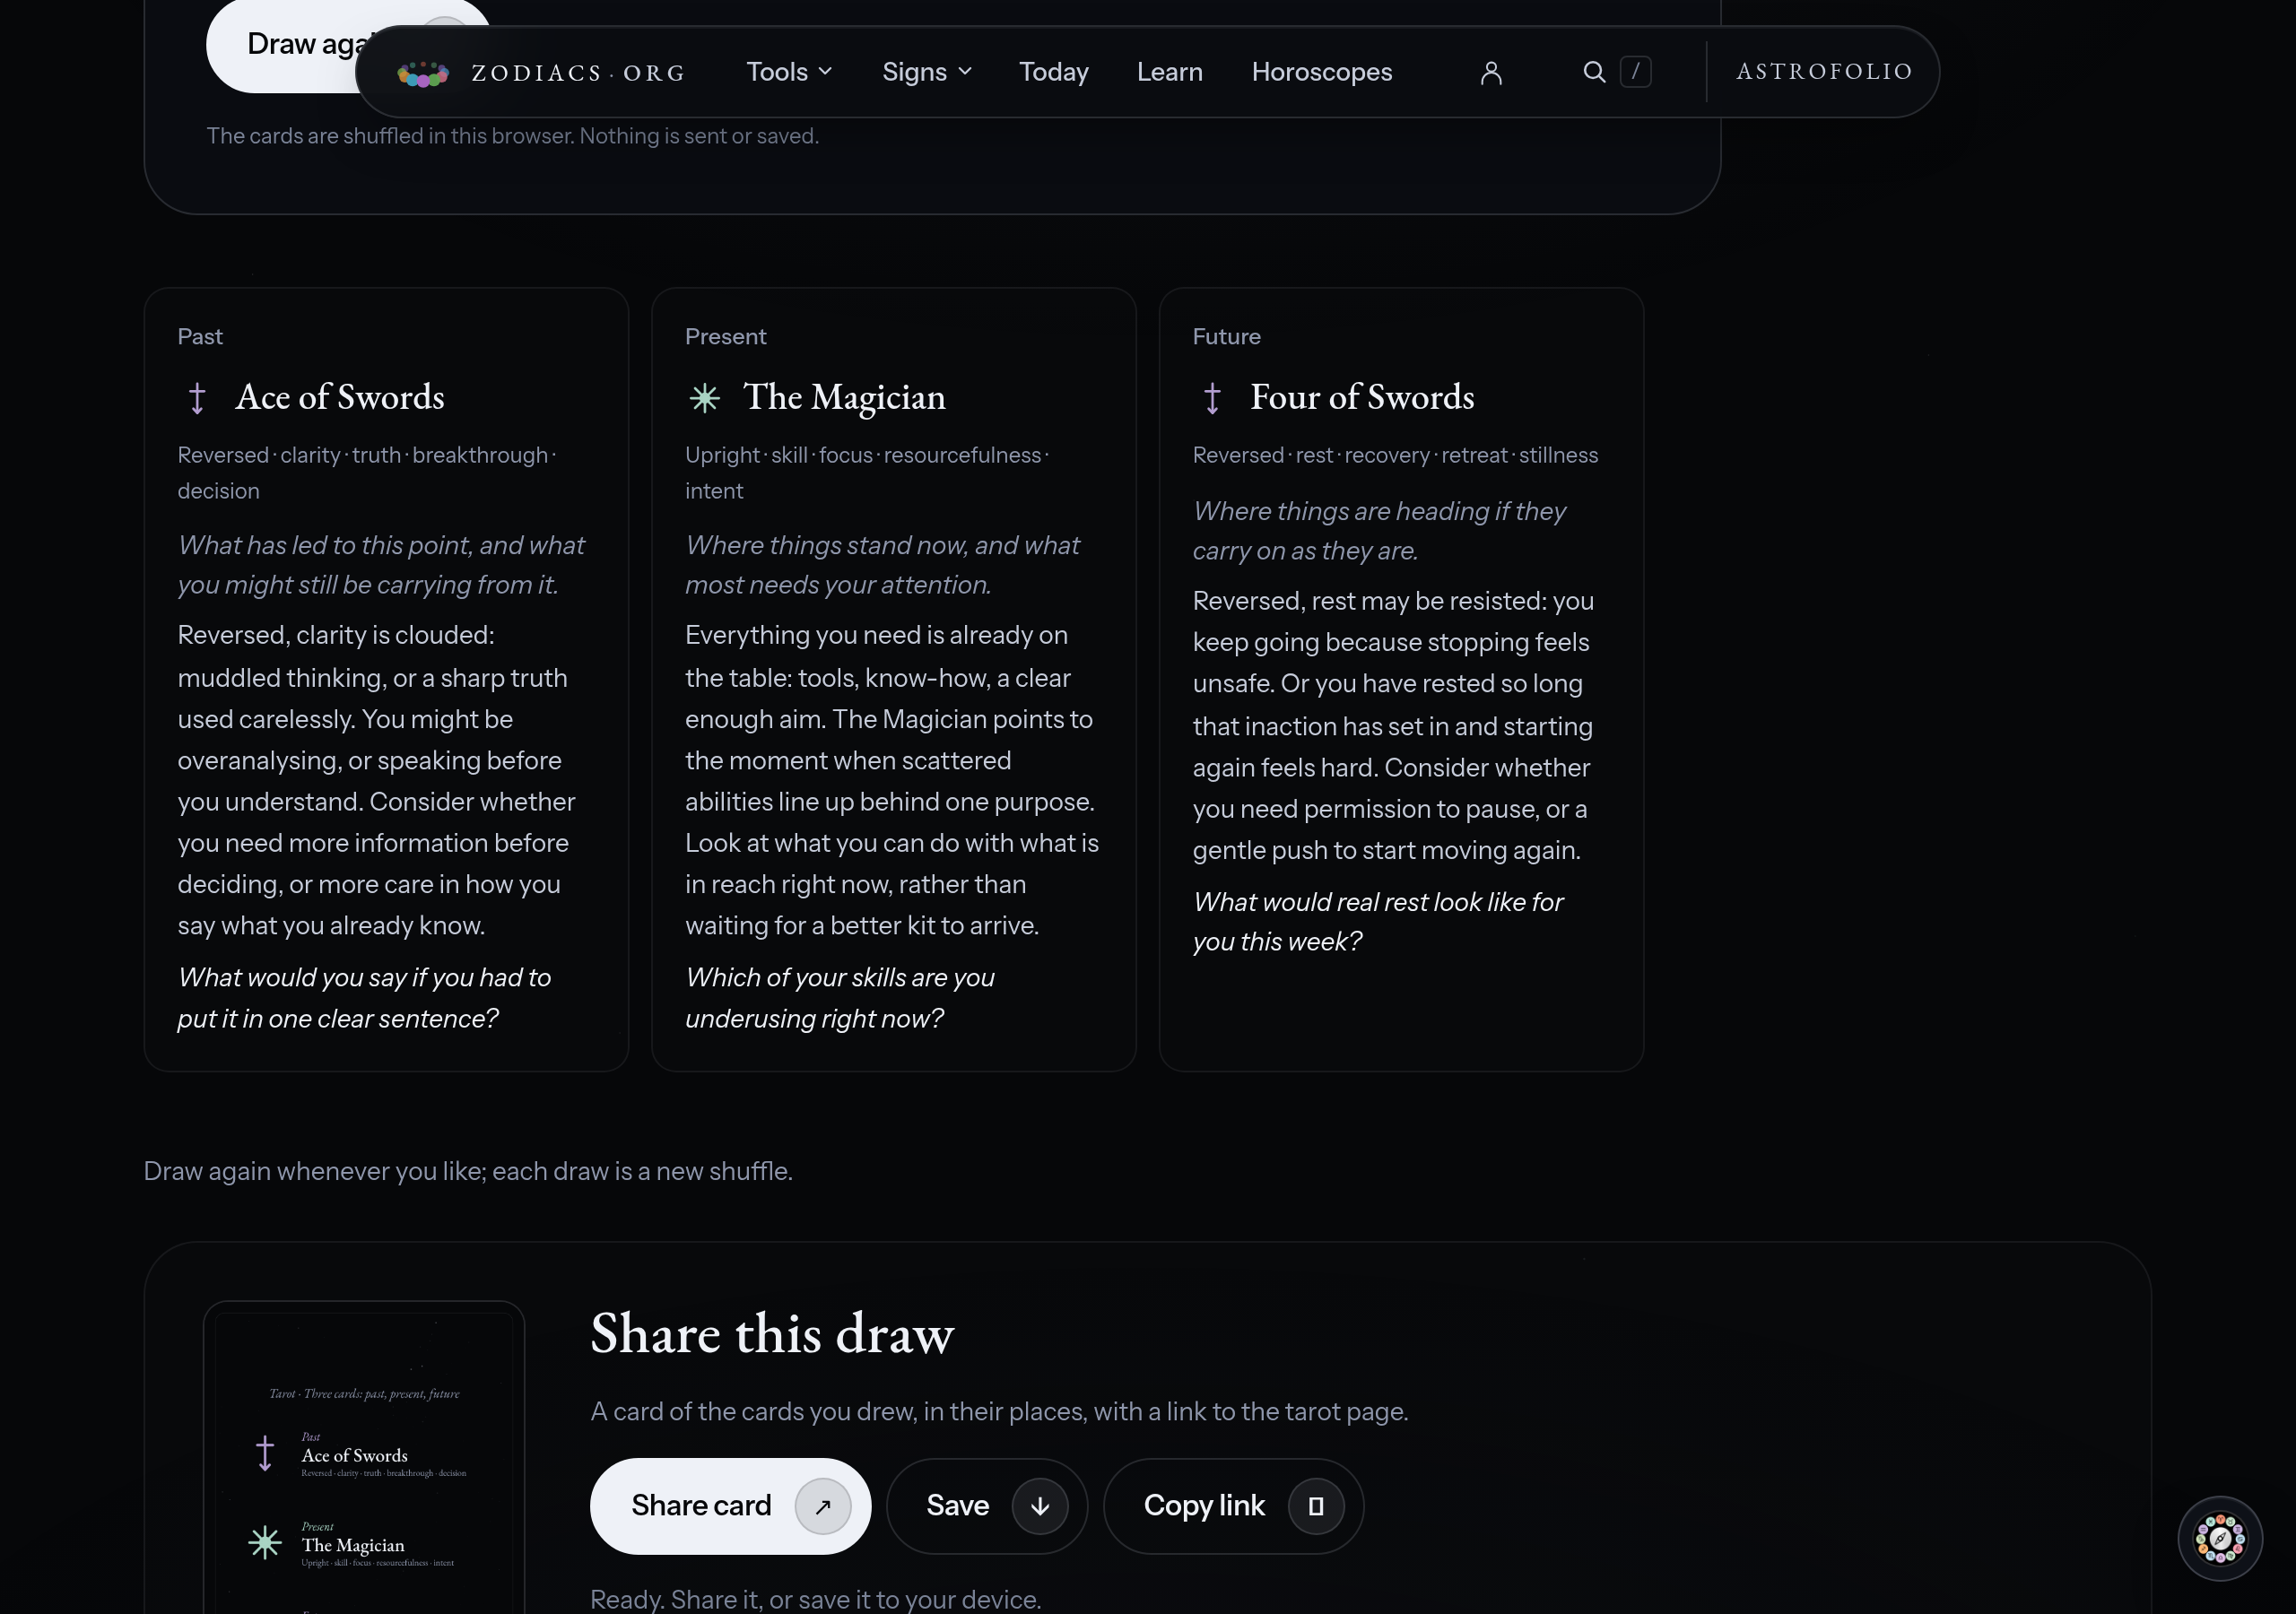 Draw aga
ZODIACS · ORG
Tools
Signs
Today
Learn
Horoscopes
/
ASTROFOLIO
The cards are shuffled in this browser. Nothing is sent or saved.
Past
Ace of Swords
Reversed · clarity · truth · breakthrough ·
decision
What has led to this point, and what
you might still be carrying from it.
Reversed, clarity is clouded:
muddled thinking, or a sharp truth
used carelessly. You might be
overanalysing, or speaking before
you understand. Consider whether
you need more information before
deciding, or more care in how you
say what you already know.
What would you say if you had to
put it in one clear sentence?
Present
The Magician
Upright · skill · focus · resourcefulness ·
intent
Where things stand now, and what
most needs your attention.
Everything you need is already on
the table: tools, know-how, a clear
enough aim. The Magician points to
the moment when scattered
abilities line up behind one purpose.
Look at what you can do with what is
in reach right now, rather than
waiting for a better kit to arrive.
Which of your skills are you
underusing right now?
Future
Four of Swords
Reversed · rest · recovery · retreat · stillness
Where things are heading if they
carry on as they are.
Reversed, rest may be resisted: you
keep going because stopping feels
unsafe. Or you have rested so long
that inaction has set in and starting
again feels hard. Consider whether
you need permission to pause, or a
gentle push to start moving again.
What would real rest look like for
you this week?
Draw again whenever you like; each draw is a new shuffle.
Tarot · Three cards: past, present, future
Past
Ace of Swords
Reversed · clarity · truth · breakthrough · decision
Present
The Magician
Upright · skill · focus · resourcefulness · intent
Share this draw
A card of the cards you drew, in their places, with a link to the tarot page.
Share card
Save
Copy link
Ready. Share it, or save it to your device.